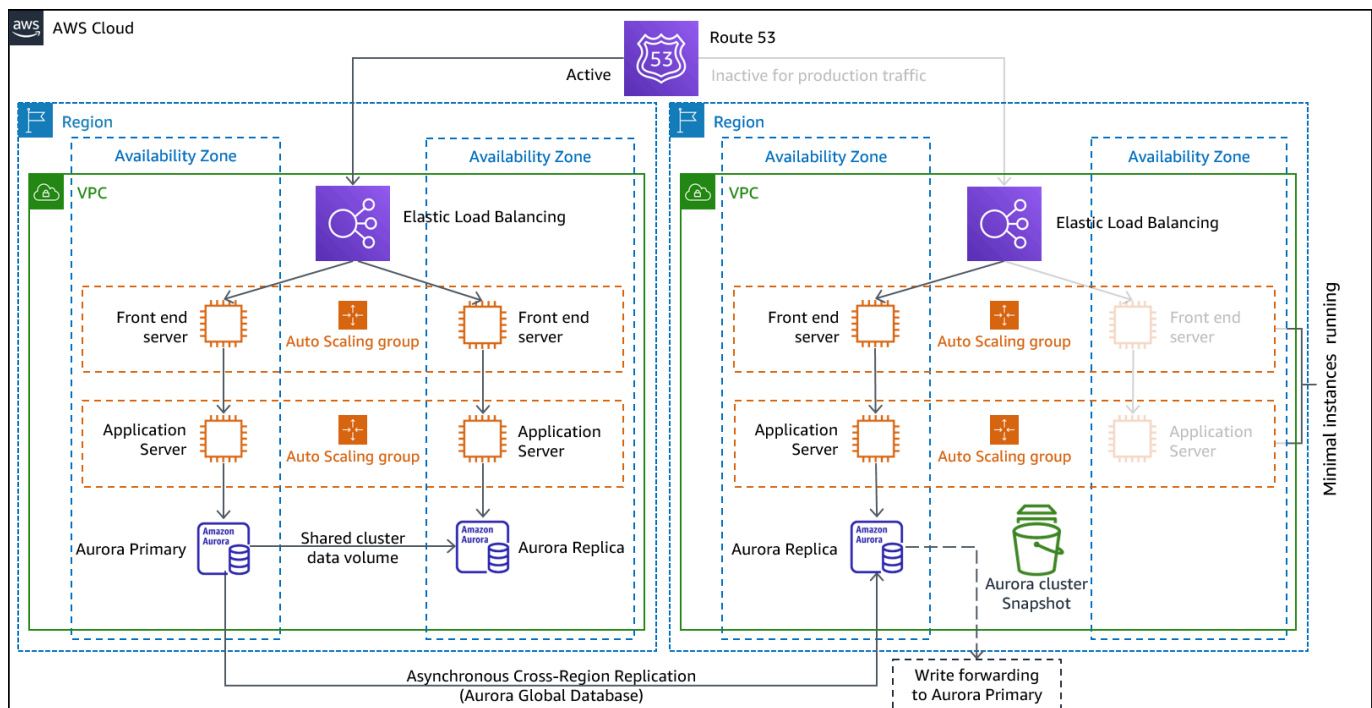 aws
AWS Cloud
Route 53
53
Active
Inactive for production traffic
Region
Availability Zone
Availability Zone
VPC
Elastic Load Balancing
Front end
server
Auto Scaling group
Front end
server
Application
Server
Auto Scaling group
Application
Server
Aurora Primary
Amazon
Aurora
Shared cluster
data volume
Amazon
Aurora
Aurora Replica
Region
Availability Zone
Availability Zone
VPC
Elastic Load Balancing
Front end
server
Auto Scaling group
Front end
server
Application
Server
Auto Scaling group
Application
Server
Minimal instances running
Aurora Replica
Amazon
Aurora
Aurora cluster
Snapshot
Asynchronous Cross-Region Replication
(Aurora Global Database)
Write forwarding
to Aurora Primary